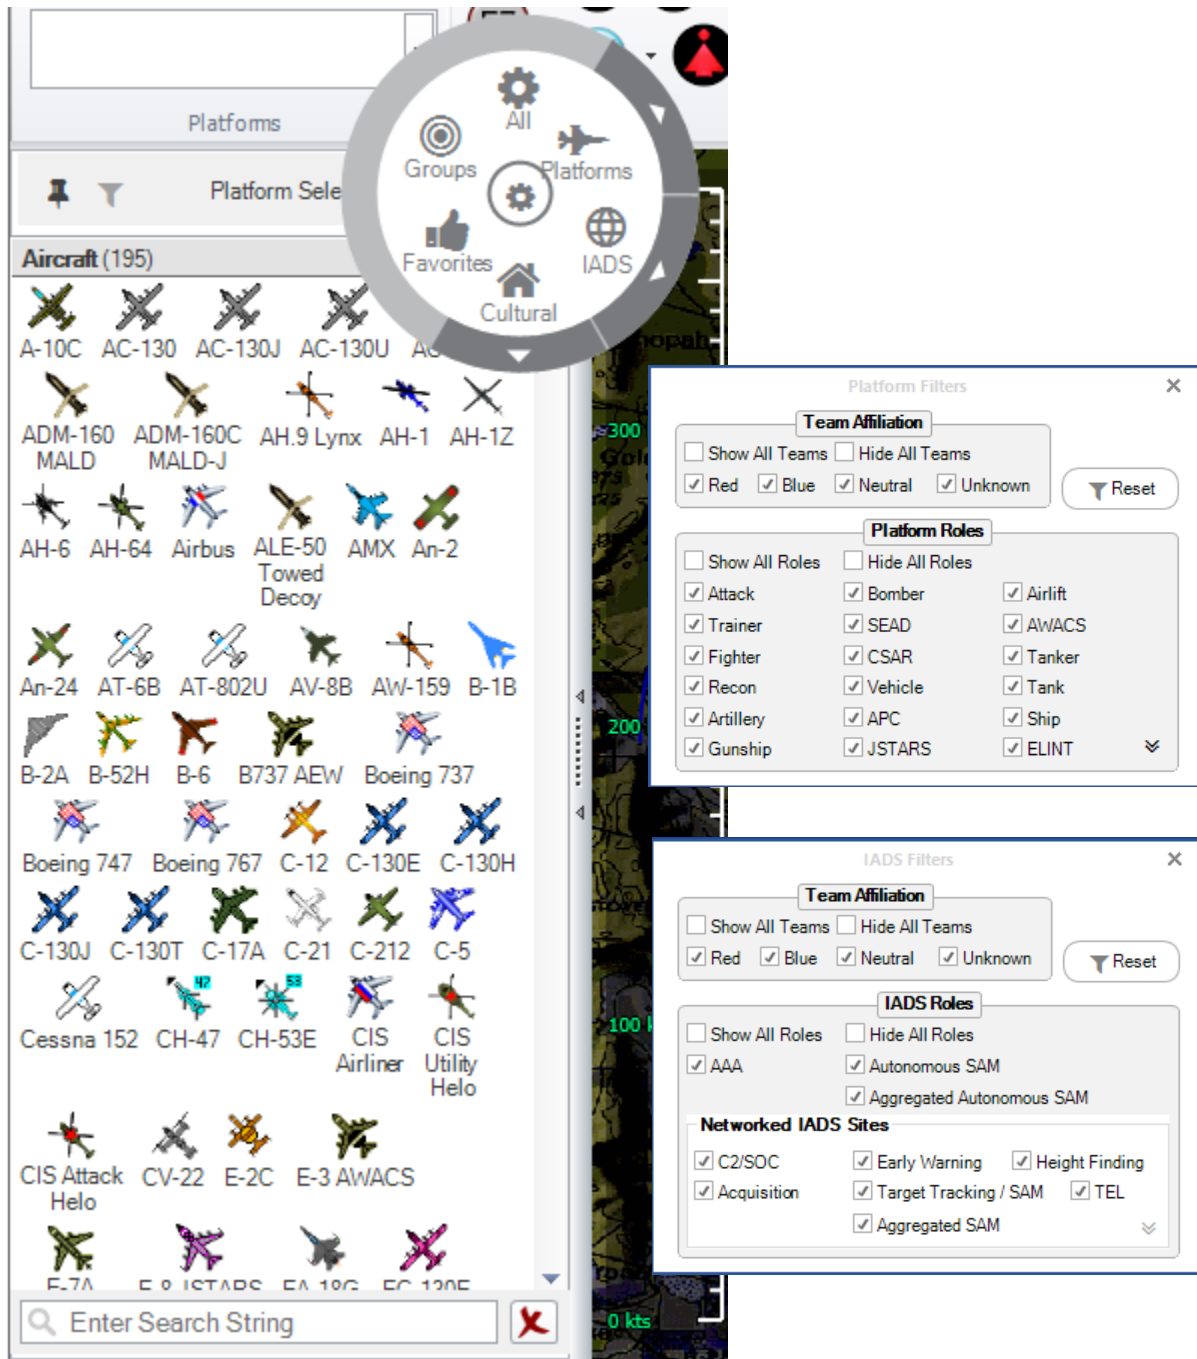 Platforms
All
Groups
Platforms
Favorites
IADS
Cultural
Platform Sele
Aircraft (195)
A-10C AC-130 AC-130J AC-130U
ADM-160 MALD
ADM-160C MALD-J
AH.9 Lynx AH-1 AH-1Z
AH-6 AH-64 Airbus
ALE-50 Towed Decoy
AMX An-2
An-24 AT-6B AT-802U AV-8B AW-159 B-1B
B-2A B-52H B-6 B737 AEW Boeing 737
Boeing 747 Boeing 767 C-12 C-130E C-130H
C-130J C-130T C-17A C-21 C-212 C-5
Cessna 152 CH-47 CH-53E
47
53
CIS Airliner
CIS Utility Helo
CIS Attack Helo
CV-22 E-2C E-3 AWACS
E-7A E-8 JSTARS EA-18G EC-130E
Enter Search String
300
200
100 k
0 kts
Platform Filters
Team Affiliation
Show All Teams Hide All Teams
Red Blue Neutral Unknown
Reset
Platform Roles
Show All Roles Hide All Roles
Attack Bomber Airlift
Trainer SEAD AWACS
Fighter CSAR Tanker
Recon Vehicle Tank
Artillery APC Ship
Gunship JSTARS ELINT
IADS Filters
Team Affiliation
Show All Teams Hide All Teams
Red Blue Neutral Unknown
Reset
IADS Roles
Show All Roles Hide All Roles
AAA Autonomous SAM
Aggregated Autonomous SAM
Networked IADS Sites
C2/SOC Early Warning Height Finding
Acquisition Target Tracking / SAM TEL
Aggregated SAM